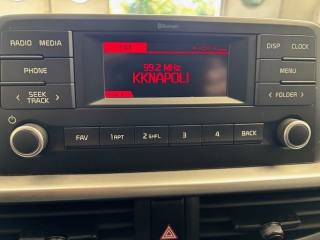 Bluetooth
RADIO MEDIA
DISP CLOCK
99.2 MHz
KKNAPOLI
PHONE
MENU
SEEK
TRACK
FOLDER
FAV 1 APT 2 SHFL 3 4 BACK